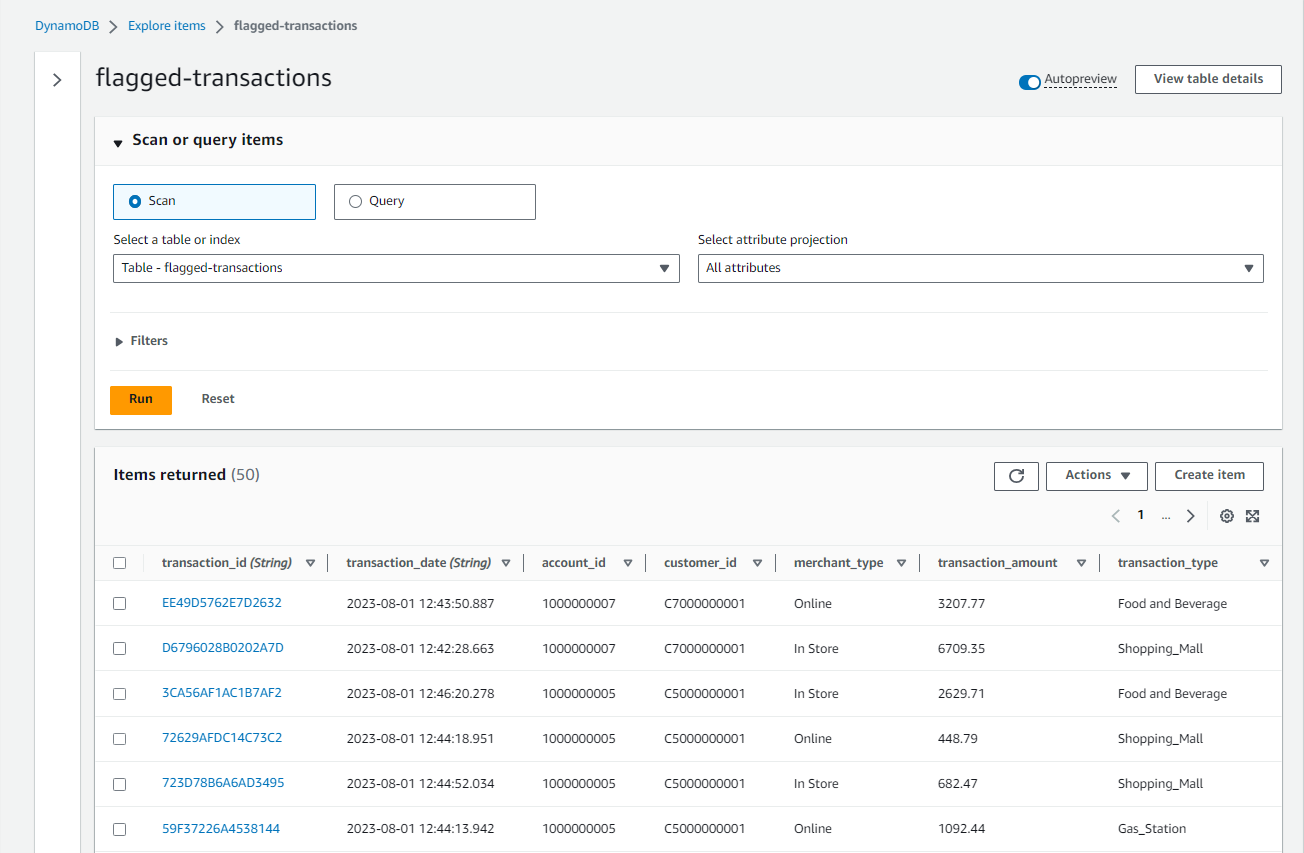 DynamoDB > Explore items > flagged-transactions
flagged-transactions
Autopreview
View table details
Scan or query items
Scan
Query
Select a table or index
Select attribute projection
Table - flagged-transactions
All attributes
Filters
Run
Reset
Items returned (50)
Actions
Create item
1 ...
transaction_id (String) transaction_date (String) account_id customer_id merchant_type transaction_amount transaction_type
EE49D5762E7D2632 2023-08-01 12:43:50.887 1000000007 C7000000001 Online 3207.77 Food and Beverage
D6796028B0202A7D 2023-08-01 12:42:28.663 1000000007 C7000000001 In Store 6709.35 Shopping_Mall
3CA56AF1AC1B7AF2 2023-08-01 12:46:20.278 1000000005 C5000000001 In Store 2629.71 Food and Beverage
72629AFDC14C73C2 2023-08-01 12:44:18.951 1000000005 C5000000001 Online 448.79 Shopping_Mall
723D78B6A6AD3495 2023-08-01 12:44:52.034 1000000005 C5000000001 In Store 682.47 Shopping_Mall
59F37226A4538144 2023-08-01 12:44:13.942 1000000005 C5000000001 Online 1092.44 Gas_Station